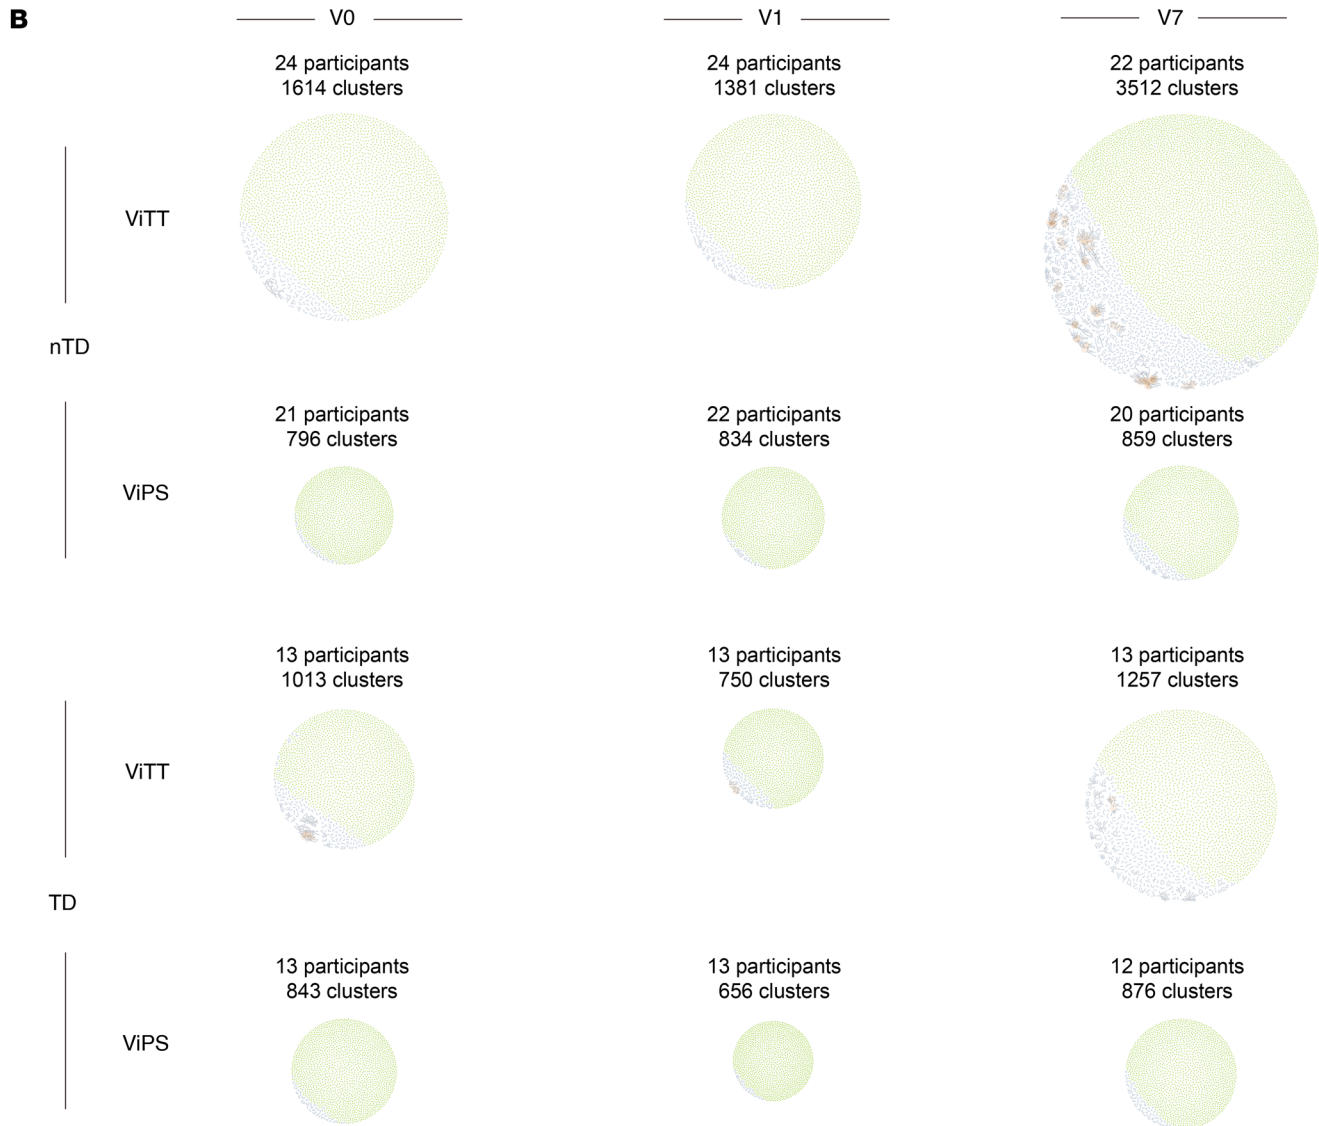 B
V0
V1
V7
24 participants
1614 clusters
24 participants
1381 clusters
22 participants
3512 clusters
ViTT
nTD
21 participants
796 clusters
22 participants
834 clusters
20 participants
859 clusters
ViPS
13 participants
1013 clusters
13 participants
750 clusters
13 participants
1257 clusters
ViTT
TD
13 participants
843 clusters
13 participants
656 clusters
12 participants
876 clusters
ViPS